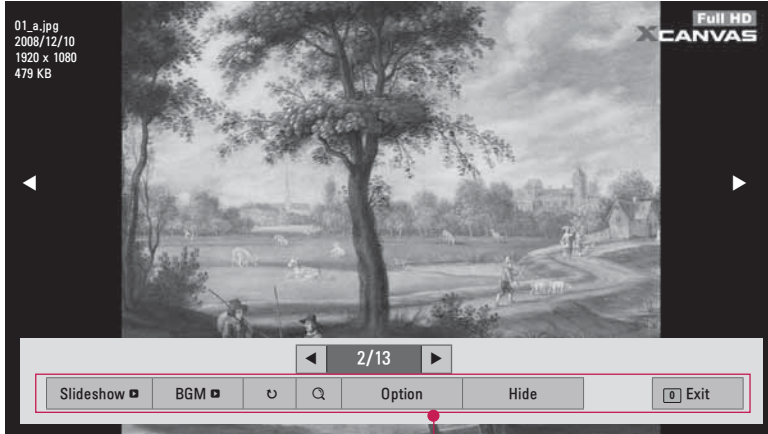 01_a.jpg
2008/12/10
1920 x 1080
479 KB
Full HD
XCANVAS
2/13
Slideshow
BGM
Option
Hide
0 Exit